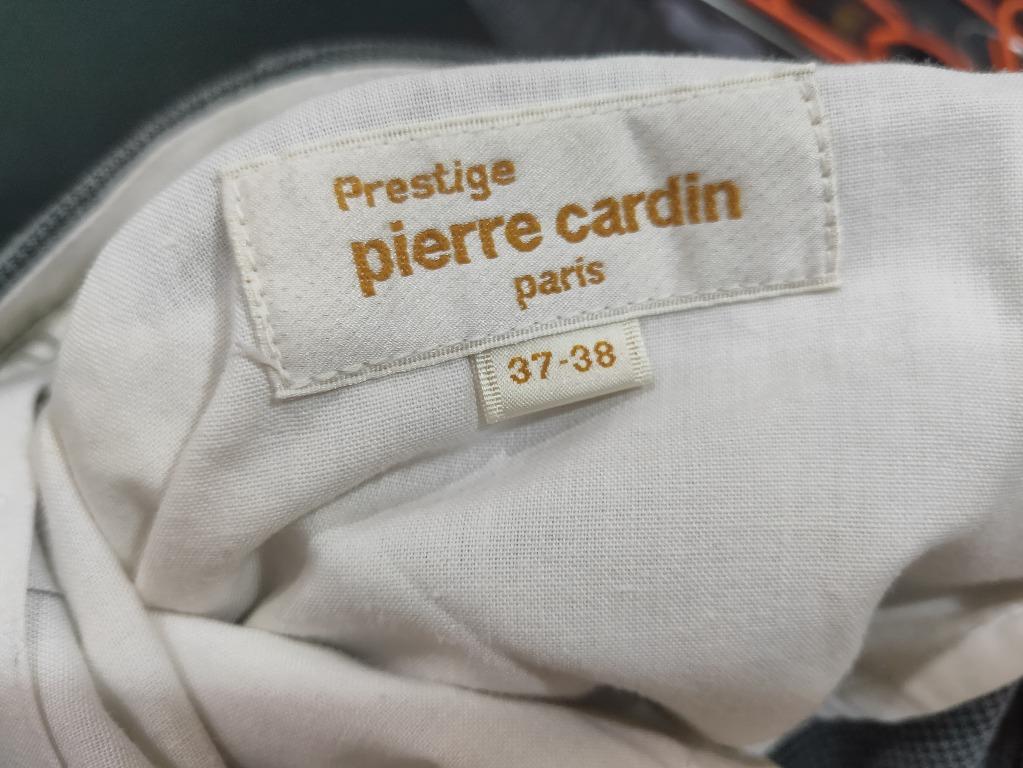 Prestige
pierre cardin
paris
37-38